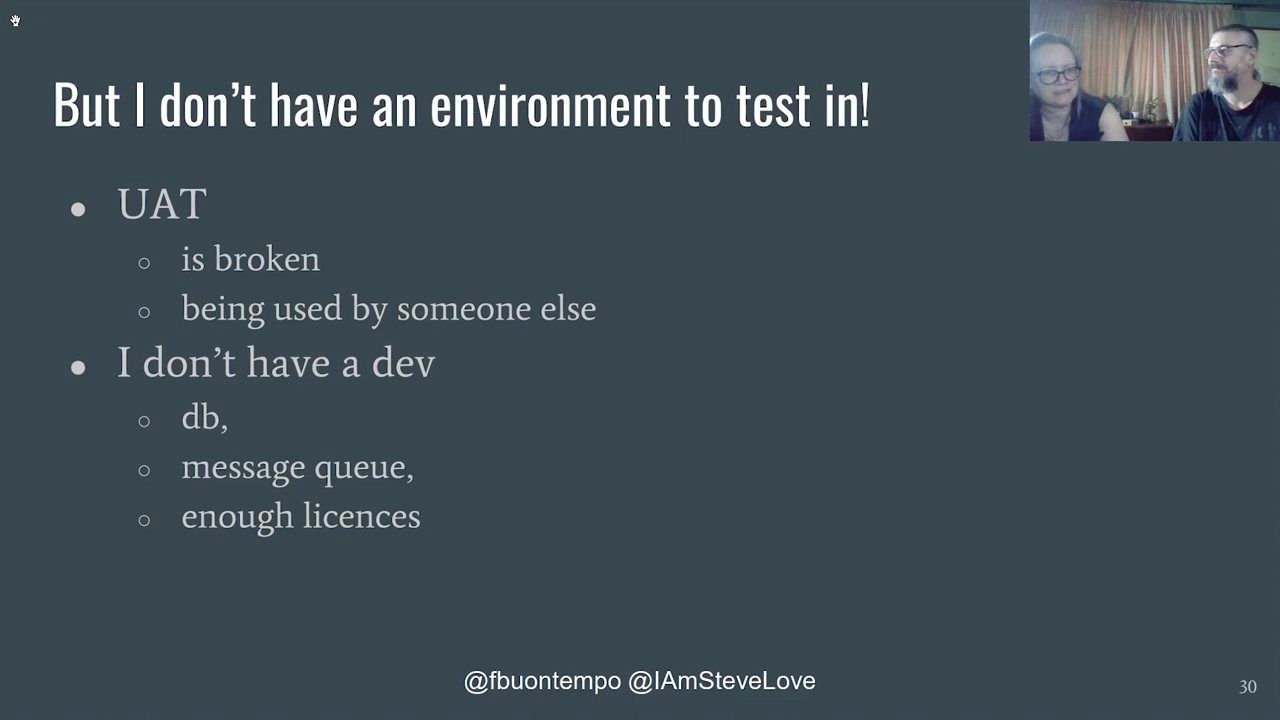 But I don’t have an environment to test in!
● UAT
○ is broken
○ being used by someone else
● I don’t have a dev
○ db,
○ message queue,
○ enough licences
@fbuontempo @IAmSteveLove
30